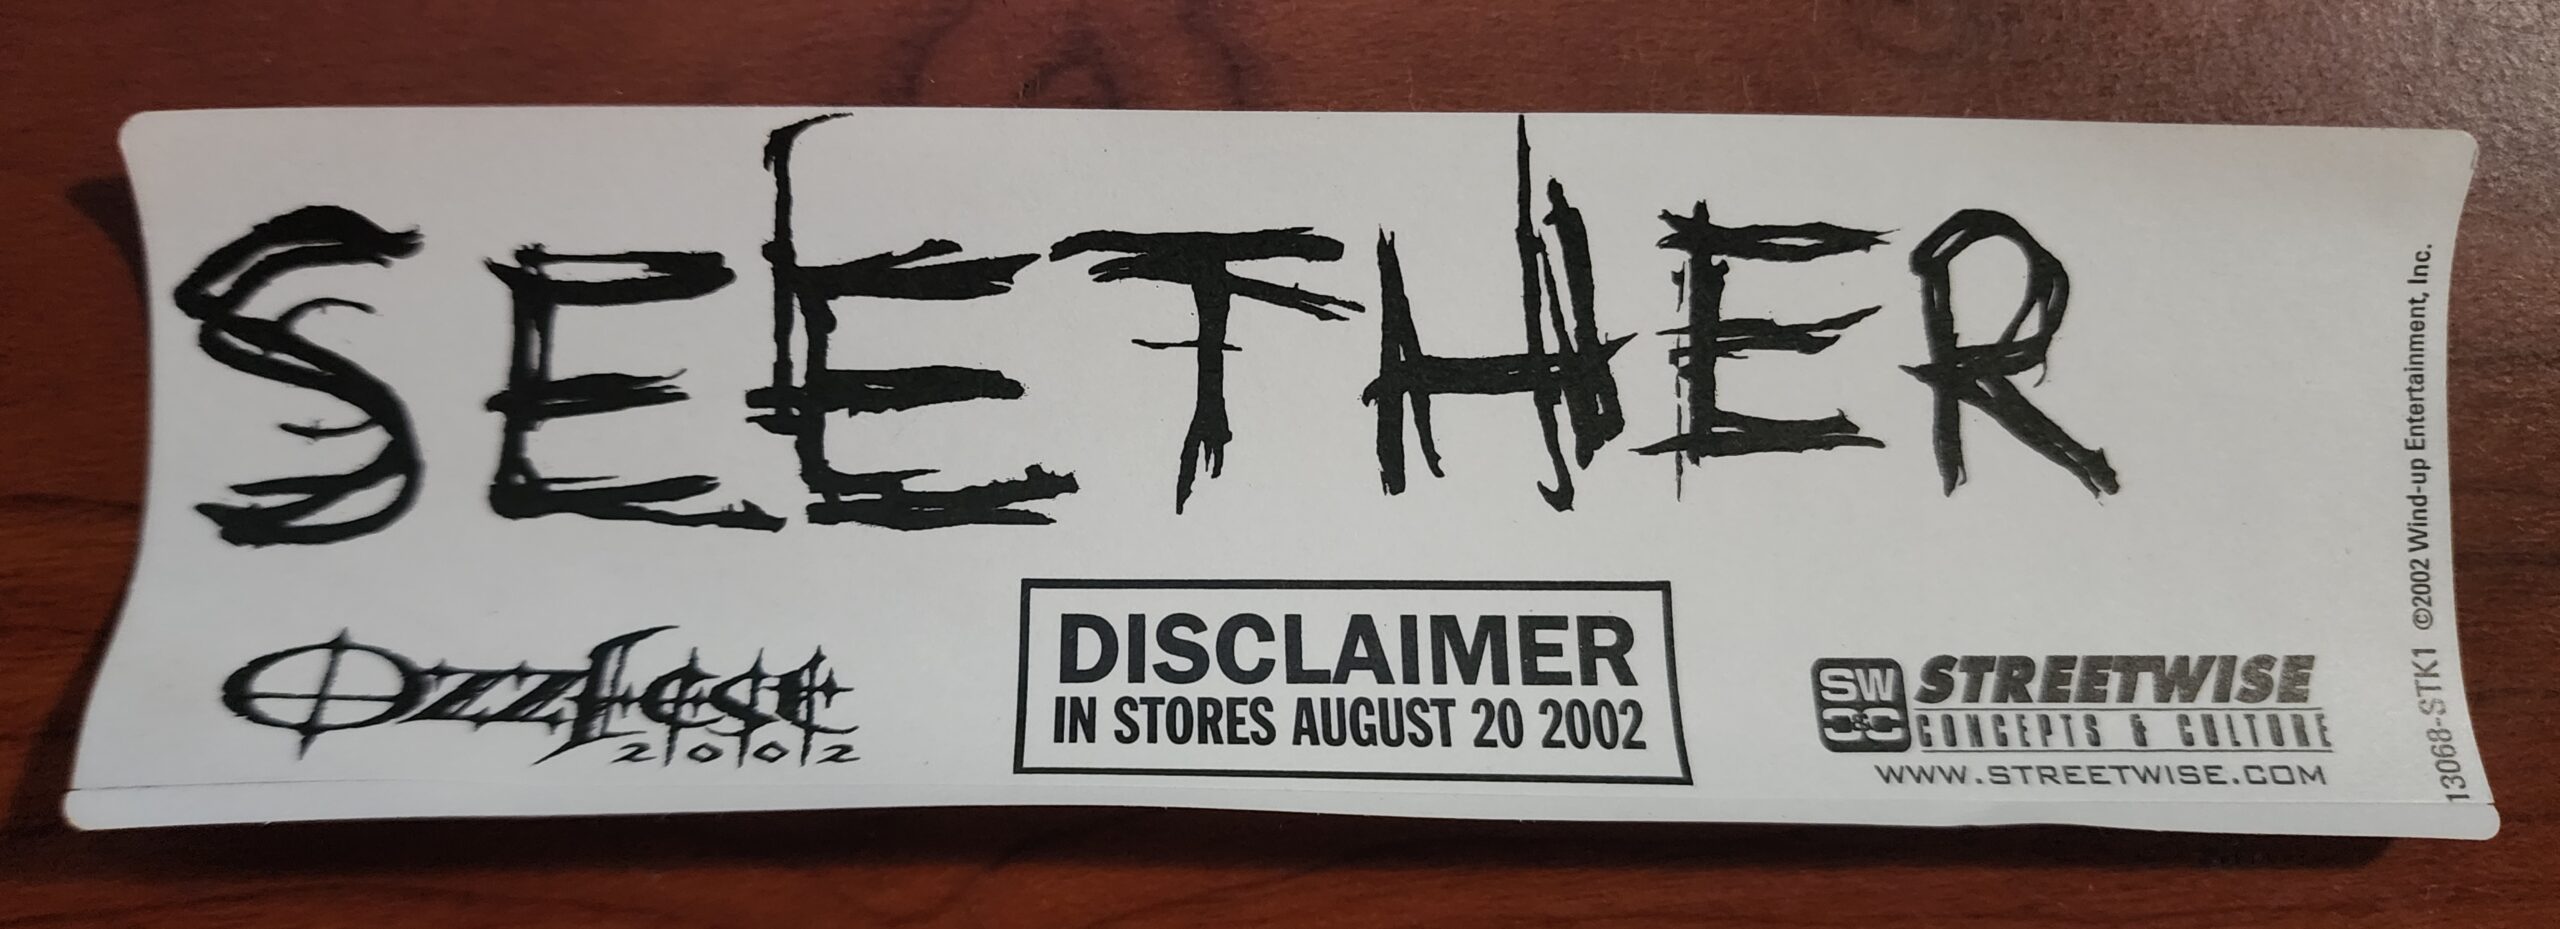 SEETHER
Ozzfest
2002
DISCLAIMER
IN STORES AUGUST 20 2002
SW
C&C
STREETWISE
CONCEPTS & CULTURE
WWW.STREETWISE.COM
13068-STK1 ©2002 Wind-up Entertainment, Inc.